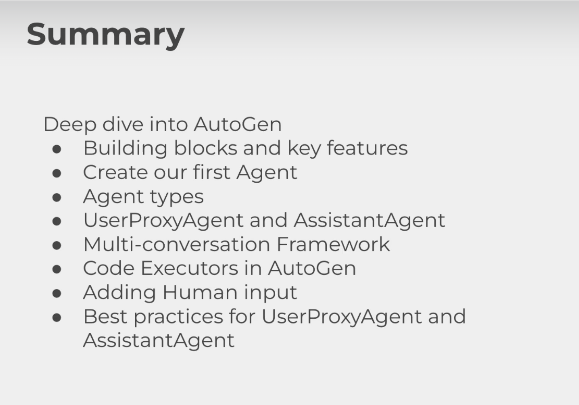 Summary
Deep dive into AutoGen
● Building blocks and key features
● Create our first Agent
● Agent types
● UserProxyAgent and AssistantAgent
● Multi-conversation Framework
● Code Executors in AutoGen
● Adding Human input
● Best practices for UserProxyAgent and
AssistantAgent